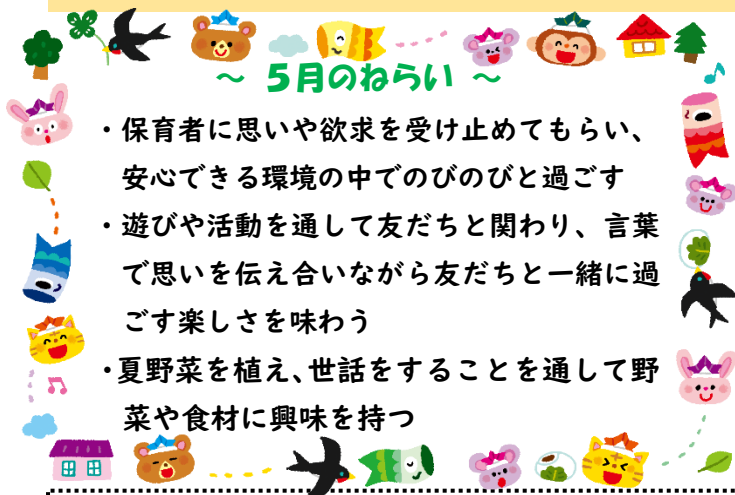 ～ 5月のねらい ～
・保育者に思いや欲求を受け止めてもらい、
安心できる環境の中でのびのびと過ごす
・遊びや活動を通して友だちと関わり、言葉
で思いを伝え合いながら友だちと一緒に過
ごす楽しさを味わう
・夏野菜を植え、世話をすることを通して野
菜や食材に興味を持つ